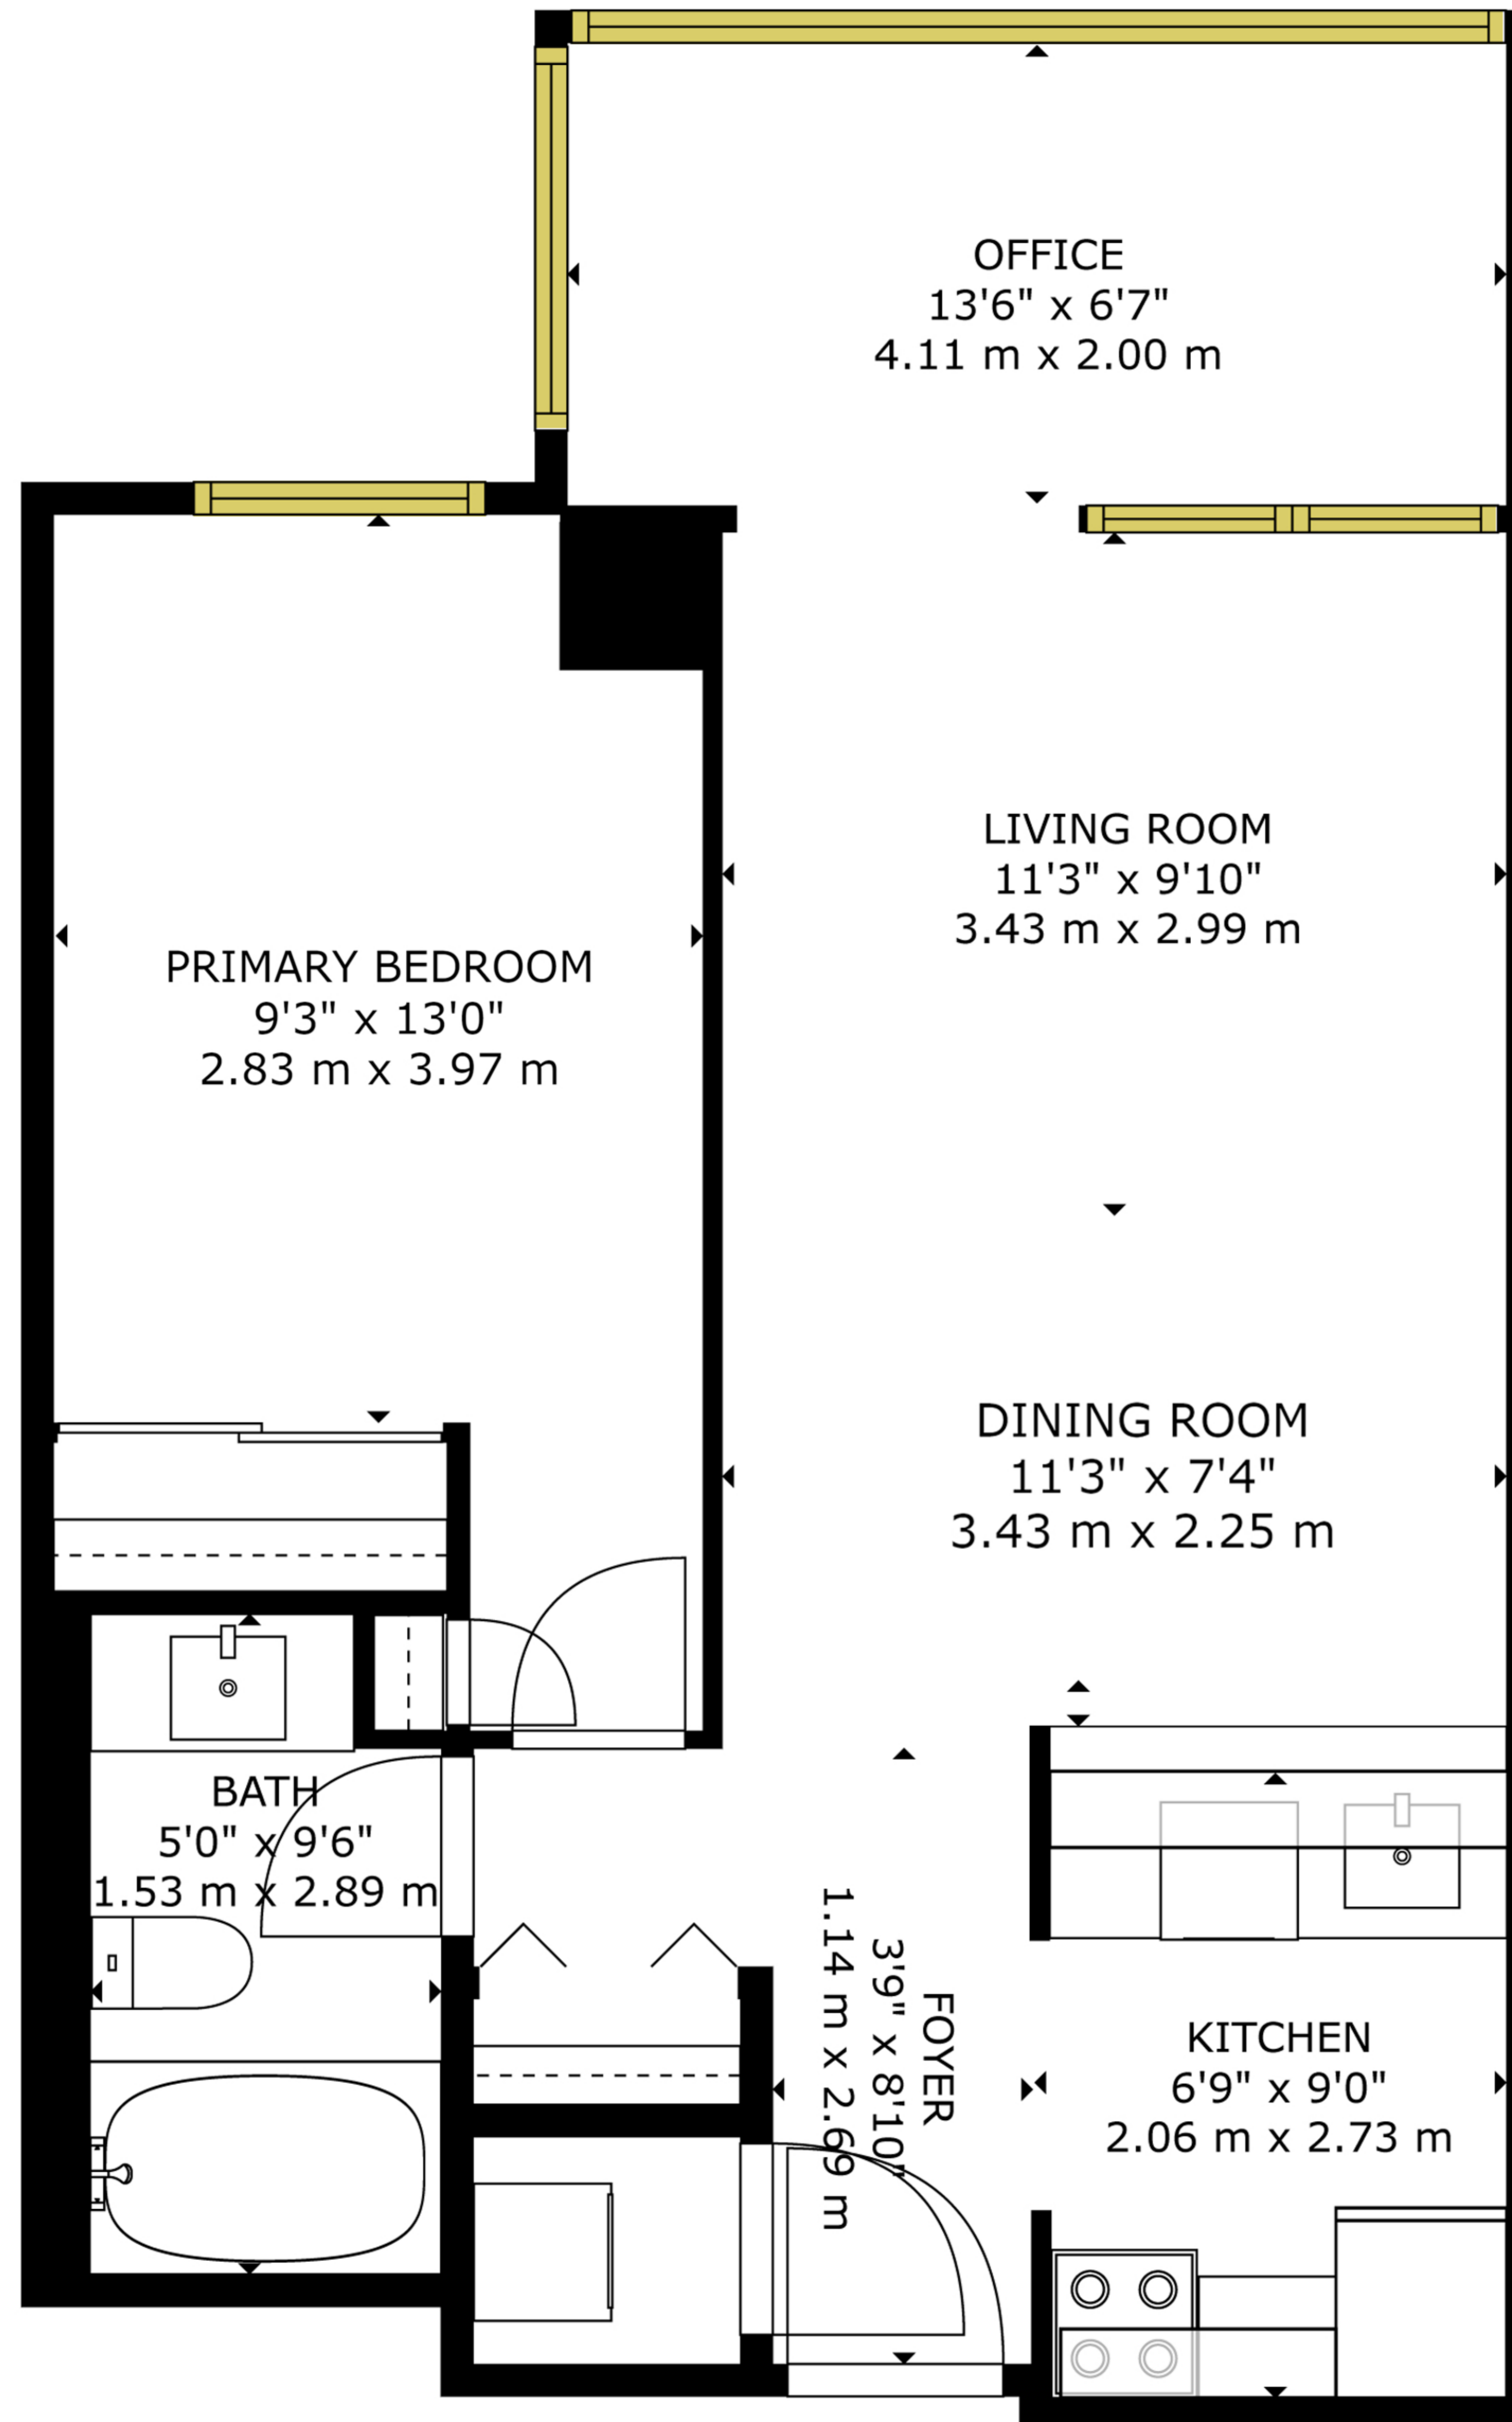 OFFICE
13'6" x 6'7"
4.11 m x 2.00 m
LIVING ROOM
11'3" x 9'10"
3.43 m x 2.99 m
PRIMARY BEDROOM
9'3" x 13'0"
2.83 m x 3.97 m
DINING ROOM
11'3" x 7'4"
3.43 m x 2.25 m
BATH
5'0" x 9'6"
1.53 m x 2.89 m
FOYER
3'9" x 8'10"
1.14 m x 2.69 m
KITCHEN
6'9" x 9'0"
2.06 m x 2.73 m